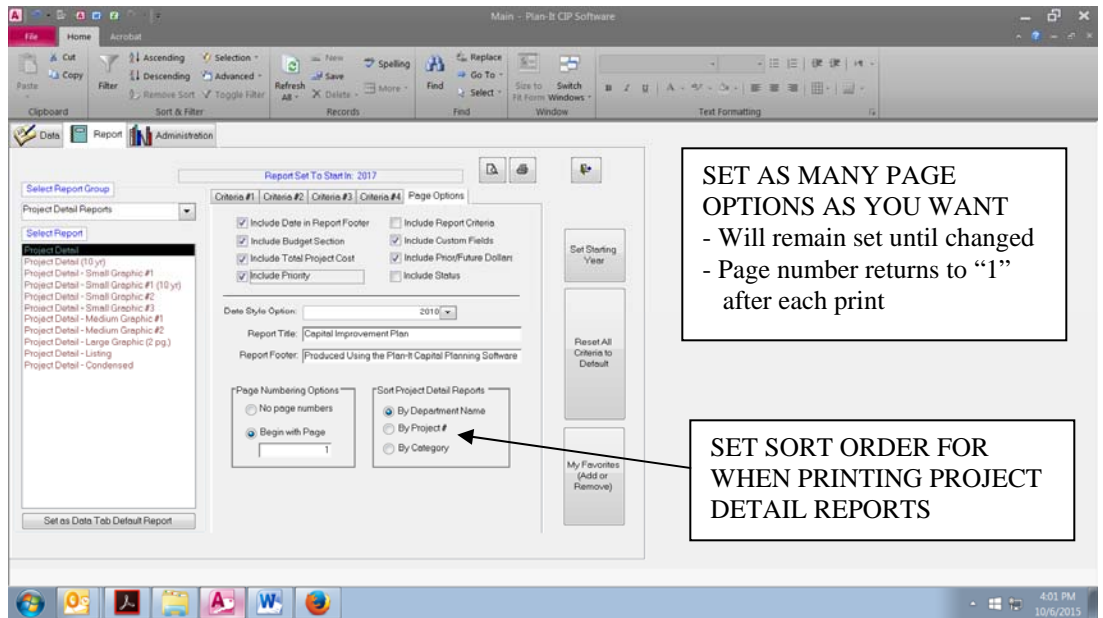 Main - Plan-It CIP Software
File Home Acrobat
Cut
Copy
Paste
Clipboard
Filter
Ascending
Descending
Remove Sort
Selection
Advanced
Toggle Filter
Sort & Filter
Refresh
All
New
Save
Delete
Spelling
More
Records
Find
Replace
Go To
Select
Find
Size to
Fit Form
Switch
Windows
Window
B I U A
Text Formatting
Data Report Administration
Report Set To Start In: 2017
Select Report Group
Project Detail Reports
Select Report
Project Detail
Project Detail (10 yr)
Project Detail - Small Graphic #1
Project Detail - Small Graphic #1 (10 yr)
Project Detail - Small Graphic #2
Project Detail - Small Graphic #3
Project Detail - Medium Graphic #1
Project Detail - Medium Graphic #2
Project Detail - Large Graphic (2 pg.)
Project Detail - Listing
Project Detail - Condensed
Set as Data Tab Default Report
Criteria #1 Criteria #2 Criteria #3 Criteria #4 Page Options
Include Date in Report Footer Include Report Criteria
Include Budget Section Include Custom Fields
Include Total Project Cost Include Prior/Future Dollars
Include Priority Include Status
Date Style Option: 2010
Report Title: Capital Improvement Plan
Report Footer: Produced Using the Plan-It Capital Planning Software
Page Numbering Options
No page numbers
Begin with Page
1
Sort Project Detail Reports
By Department Name
By Project #
By Category
Set Starting
Year
Reset All
Criteria to
Default
My Favorites
(Add or
Remove)
SET AS MANY PAGE
OPTIONS AS YOU WANT
- Will remain set until changed
- Page number returns to “1”
after each print
SET SORT ORDER FOR
WHEN PRINTING PROJECT
DETAIL REPORTS
4:01 PM
10/6/2015